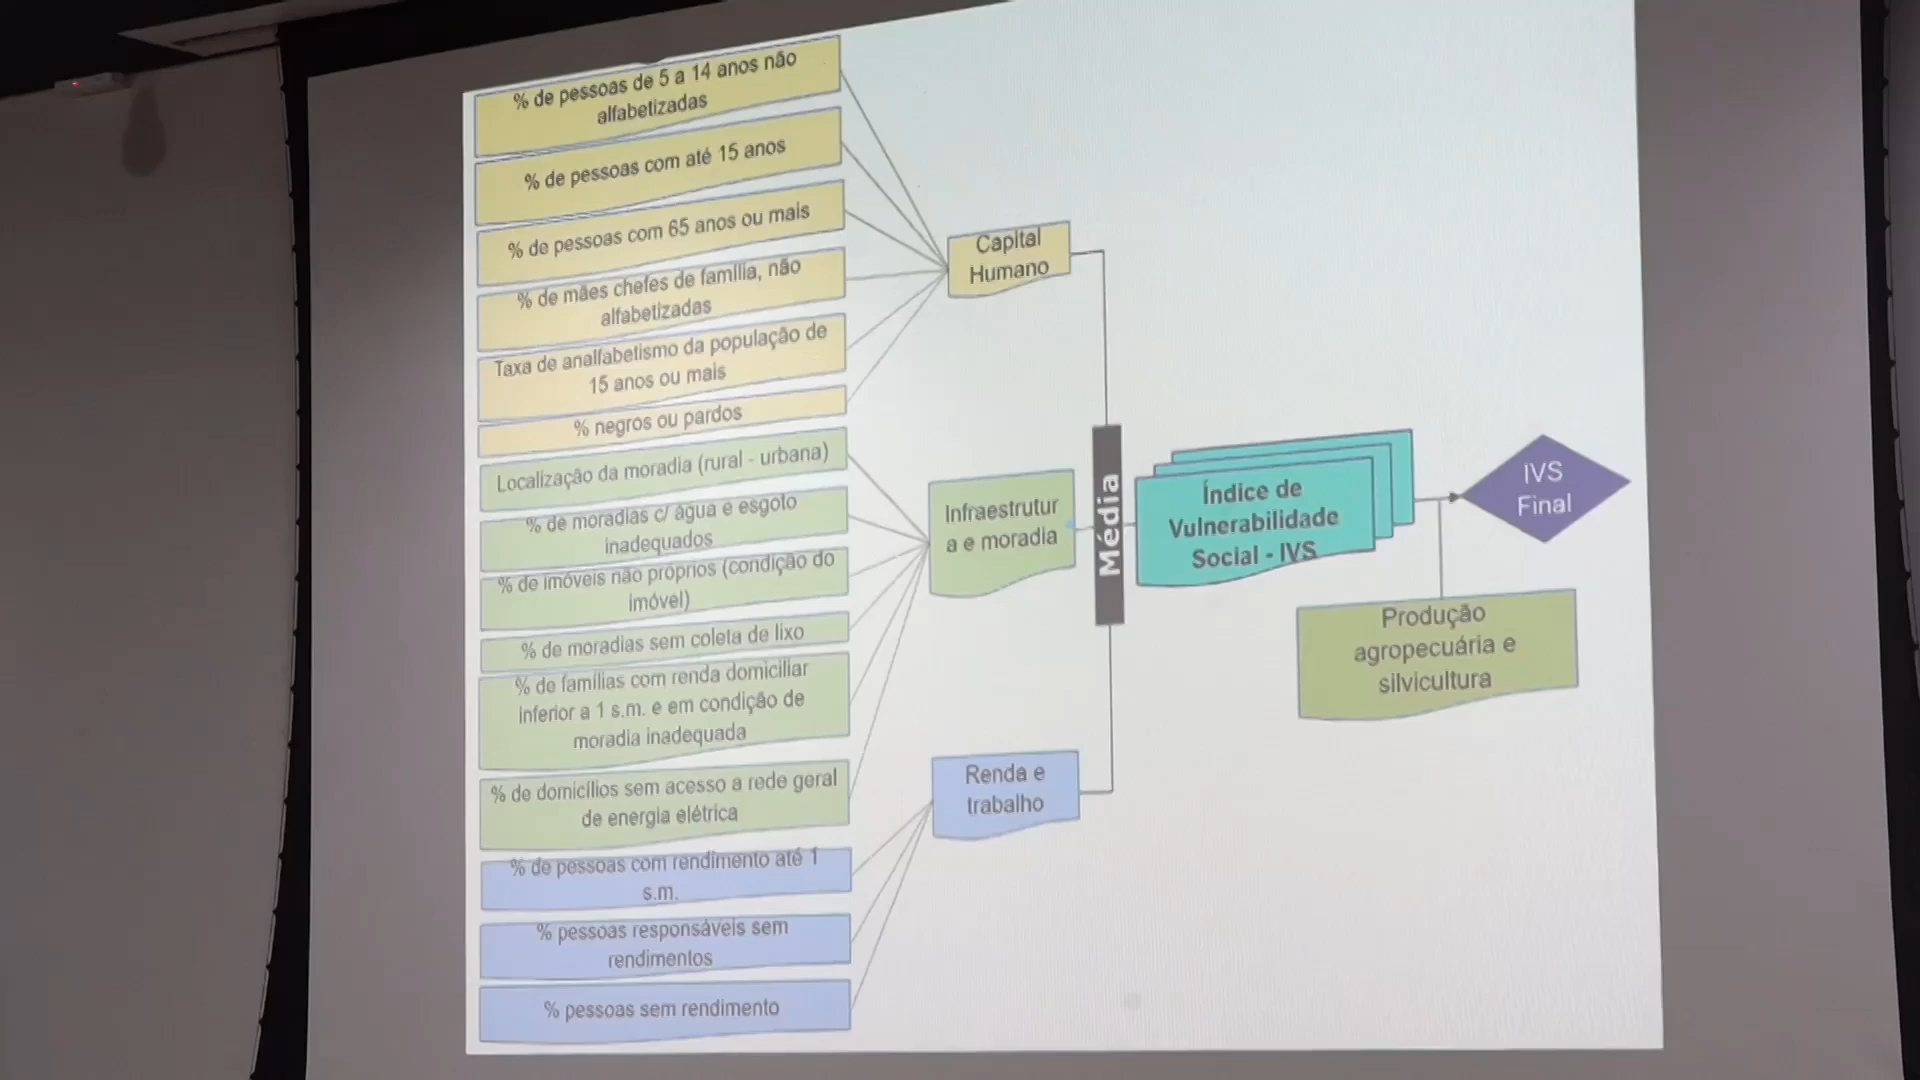 % de pessoas de 5 a 14 anos não
alfabetizadas
% de pessoas com até 15 anos
% de pessoas com 65 anos ou mais
% de mães chefes de família, não
alfabetizadas
Taxa de analfabetismo da população de
15 anos ou mais
% negros ou pardos
Localização da moradia (rural - urbana)
% de moradias c/ água e esgoto
inadequados
% de imóveis não próprios (condição do
imóvel)
% de moradias sem coleta de lixo
% de famílias com renda domiciliar
inferior a 1 s.m. e em condição de
moradia inadequada
% de domicílios sem acesso a rede geral
de energia elétrica
% de pessoas com rendimento até 1
s.m.
% pessoas responsáveis sem
rendimentos
% pessoas sem rendimento
Capital
Humano
Infraestrutur
a e moradia
Renda e
trabalho
Média
Índice de
Vulnerabilidade
Social - IVS
IVS
Final
Produção
agropecuária e
silvicultura